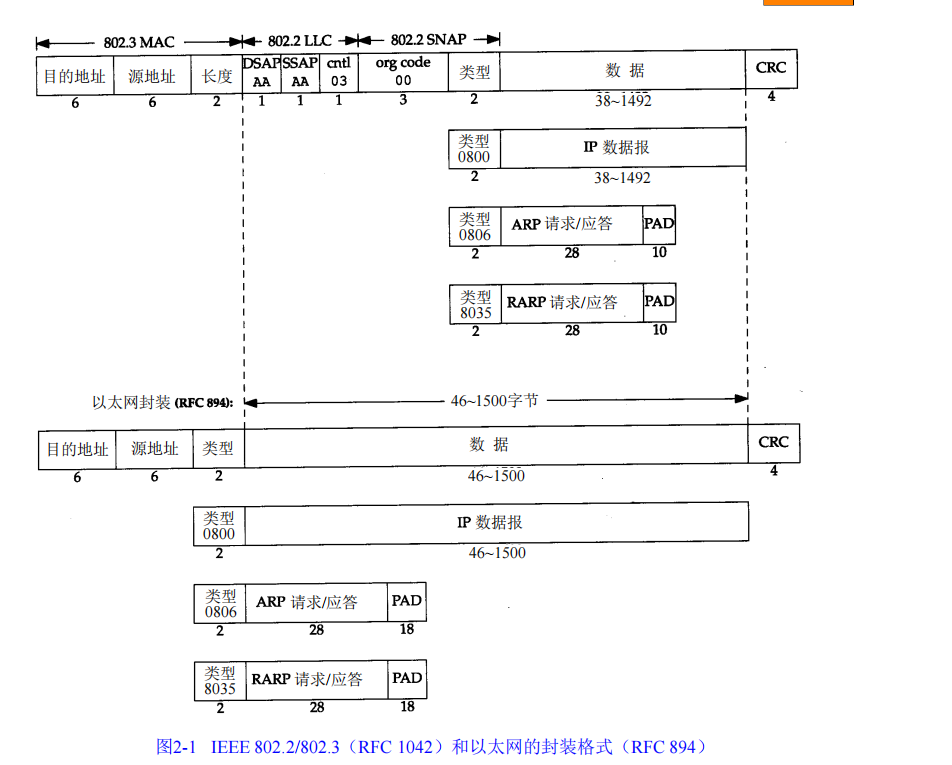 802.3 MAC 802.2 LLC 802.2 SNAP
目的地址 源地址 长度 DSAP AA SSAP AA cntl 03 org code 00 类型 数 据 CRC
6 6 2 1 1 1 3 2 38~1492 4
类型 0800 IP 数据报
2 38~1492
类型 0806 ARP 请求/应答 PAD
2 28 10
类型 8035 RARP 请求/应答 PAD
2 28 10
以太网封装 (RFC 894): 46~1500字节
目的地址 源地址 类型 数 据 CRC
6 6 2 46~1500 4
类型 0800 IP 数据报
2 46~1500
类型 0806 ARP 请求/应答 PAD
2 28 18
类型 8035 RARP 请求/应答 PAD
2 28 18
图2-1 IEEE 802.2/802.3（RFC 1042）和以太网的封装格式（RFC 894）